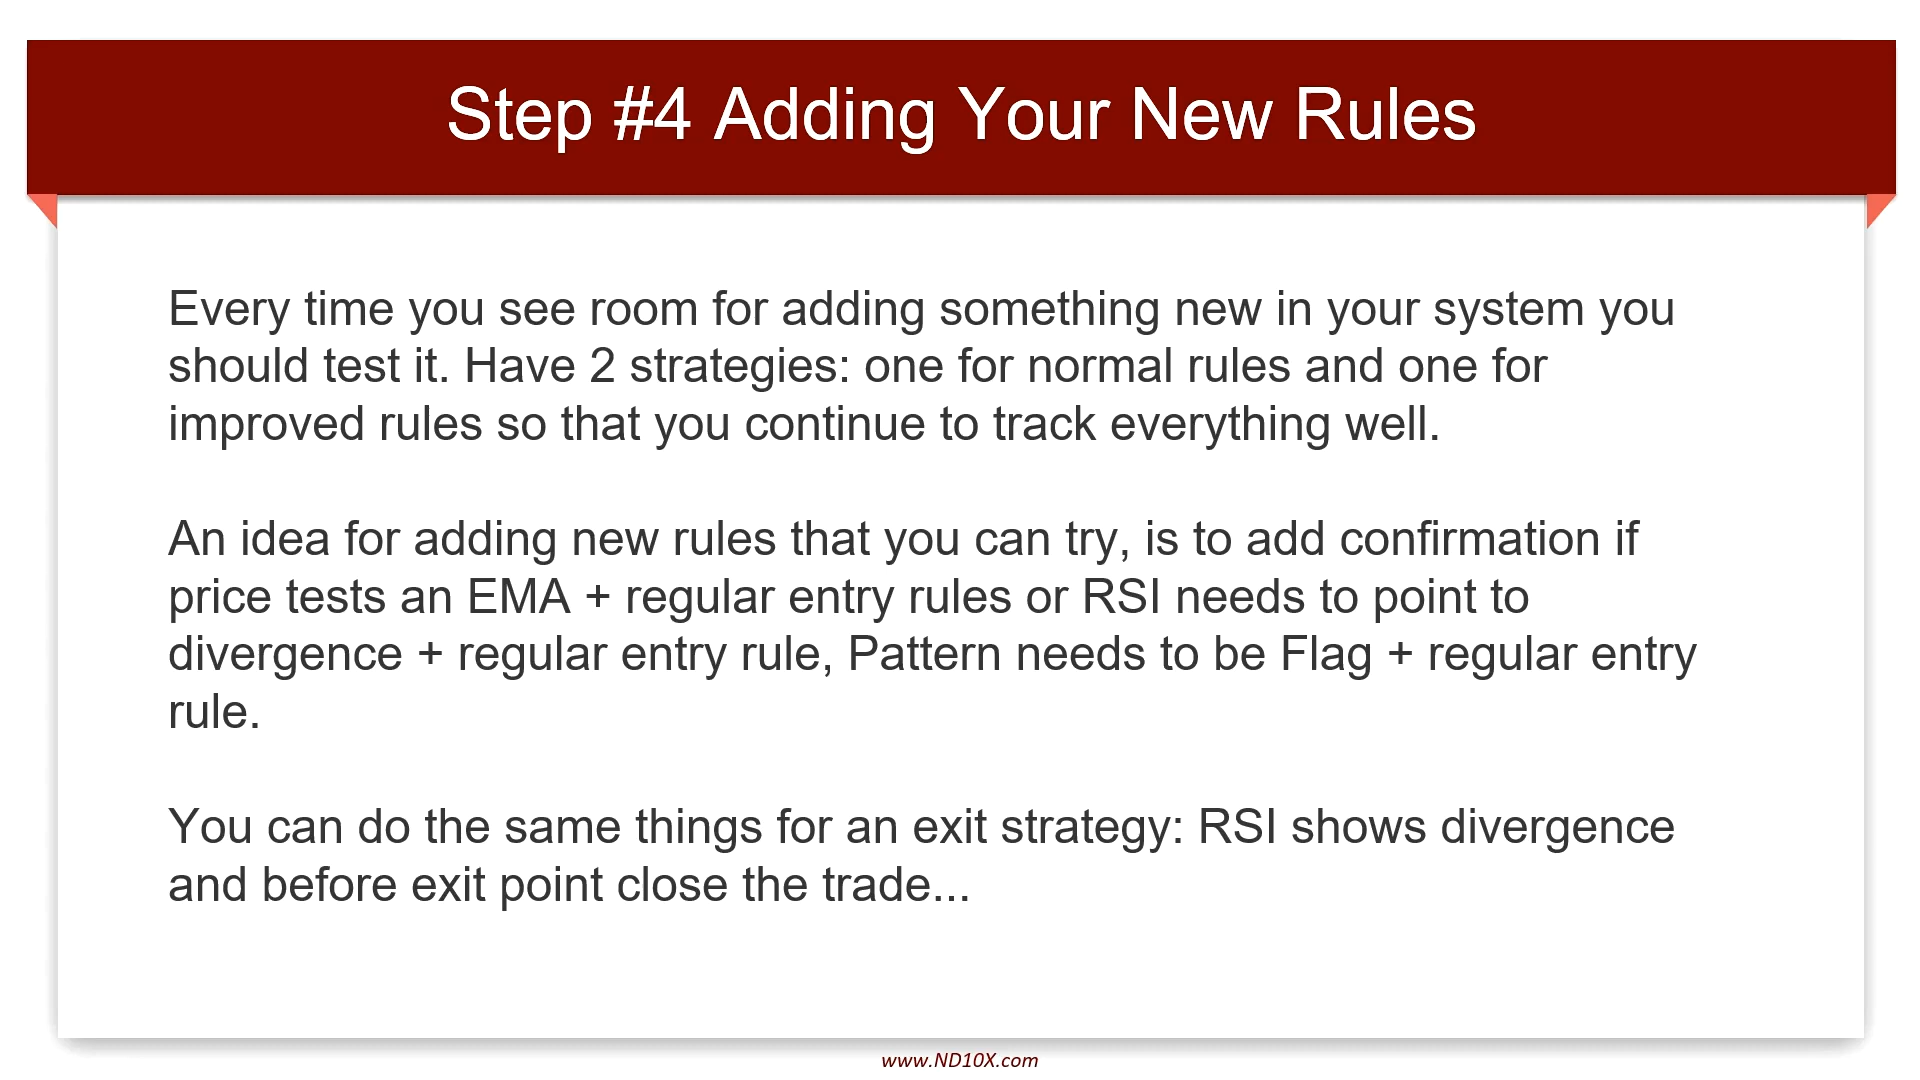 Step #4 Adding Your New Rules
Every time you see room for adding something new in your system you
should test it. Have 2 strategies: one for normal rules and one for
improved rules so that you continue to track everything well.
An idea for adding new rules that you can try, is to add confirmation if
price tests an EMA + regular entry rules or RSI needs to point to
divergence + regular entry rule, Pattern needs to be Flag + regular entry
rule.
You can do the same things for an exit strategy: RSI shows divergence
and before exit point close the trade...
www.ND10X.com